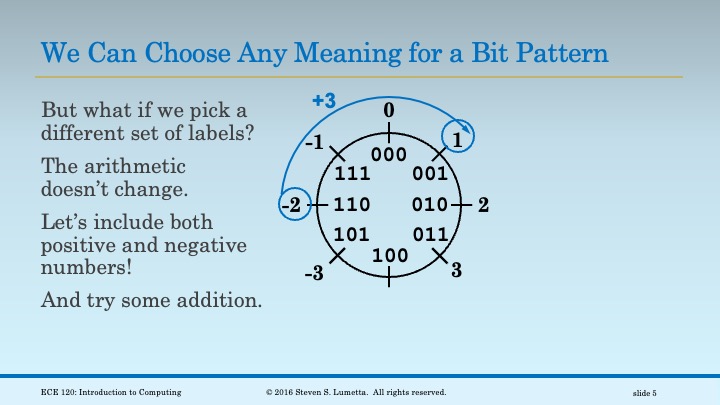 We Can Choose Any Meaning for a Bit Pattern
But what if we pick a
different set of labels?
The arithmetic
doesn't change.
Let's include both
positive and negative
numbers!
And try some addition.
+3
0
-1
1
000
111
001
-2
110
010
2
101
011
100
-3
3
ECE 120: Introduction to Computing
© 2016 Steven S. Lumetta. All rights reserved.
slide 5